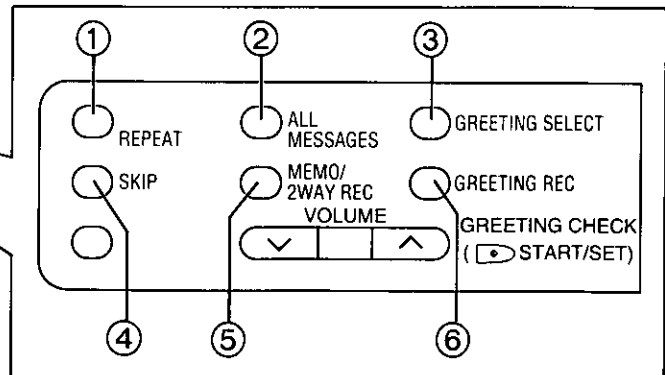 ① ② ③
REPEAT
ALL
MESSAGES
GREETING SELECT
SKIP
MEMO/
2WAY REC
GREETING REC
VOLUME
GREETING CHECK
( START/SET)
④ ⑤ ⑥